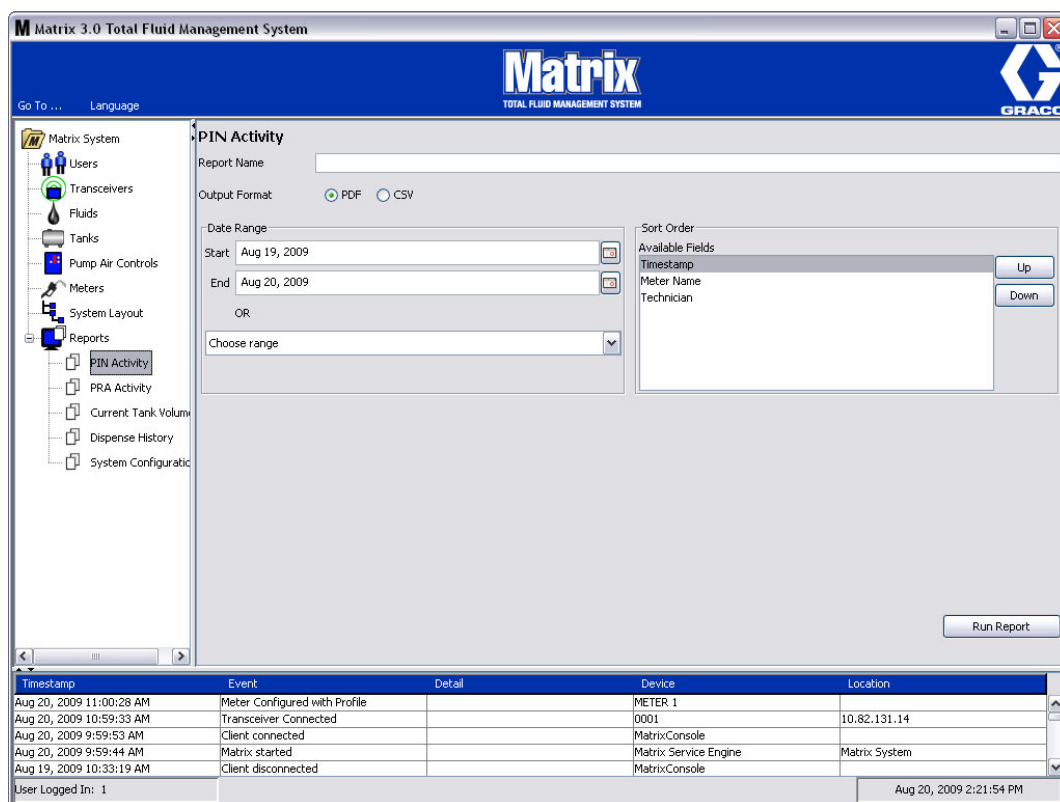 Matrix 3.0 Total Fluid Management System
Matrix
TOTAL FLUID MANAGEMENT SYSTEM
GRACO
Go To ... Language
Matrix System
Users
Transceivers
Fluids
Tanks
Pump Air Controls
Meters
System Layout
Reports
PIN Activity
PRA Activity
Current Tank Volum
Dispense History
System Configuratio
PIN Activity
Report Name
Output Format PDF CSV
Date Range
Start Aug 19, 2009
End Aug 20, 2009
OR
Choose range
Sort Order
Available Fields
Timestamp
Meter Name
Technician
Up
Down
Run Report
Timestamp Event Detail Device Location
Aug 20, 2009 11:00:28 AM Meter Configured with Profile METER 1
Aug 20, 2009 10:59:33 AM Transceiver Connected 0001 10.82.131.14
Aug 20, 2009 9:59:53 AM Client connected MatrixConsole
Aug 20, 2009 9:59:44 AM Matrix started Matrix Service Engine Matrix System
Aug 19, 2009 10:33:19 AM Client disconnected MatrixConsole
User Logged In: 1 Aug 20, 2009 2:21:54 PM